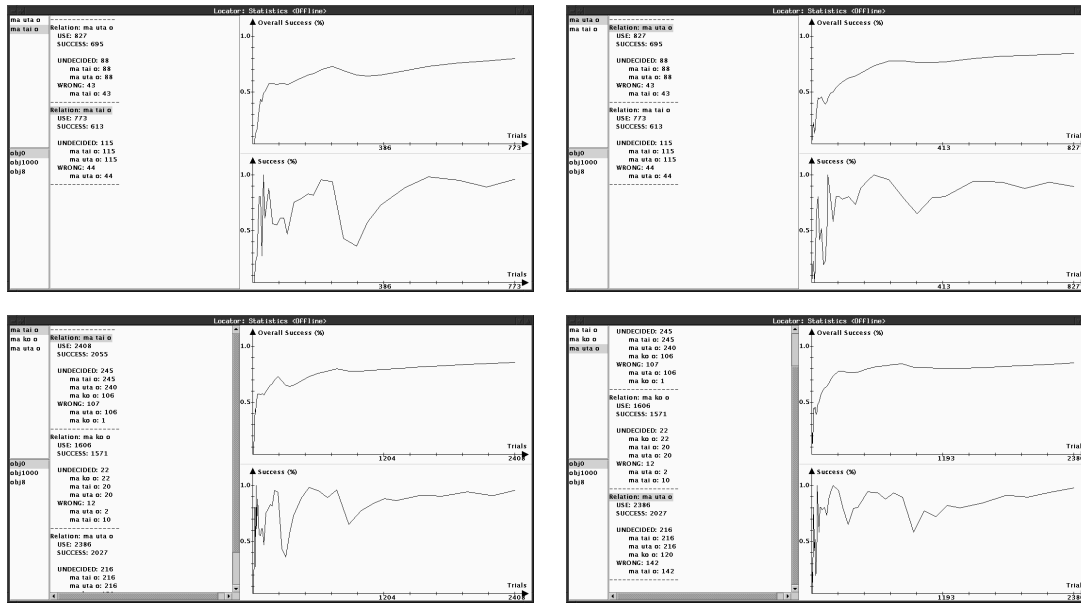 Locator: Statistics <Offline>
ma uta o
ma tai o
obj0
obj1000
obj8
Relation: ma uta o
USE: 827
SUCCESS: 695
UNDECIDED: 88
ma tai o: 88
ma uta o: 88
WRONG: 43
ma tai o: 43
Relation: ma tai o
USE: 773
SUCCESS: 613
UNDECIDED: 115
ma tai o: 115
ma uta o: 115
WRONG: 44
ma uta o: 44
Overall Success (%)
1.0
0.5
Trials
386
773
Success (%)
1.0
0.5
Trials
386
773
Locator: Statistics <Offline>
ma uta o
ma tai o
obj0
obj1000
obj8
Relation: ma uta o
USE: 827
SUCCESS: 695
UNDECIDED: 88
ma tai o: 88
ma uta o: 88
WRONG: 43
ma tai o: 43
Relation: ma tai o
USE: 773
SUCCESS: 613
UNDECIDED: 115
ma tai o: 115
ma uta o: 115
WRONG: 44
ma uta o: 44
Overall Success (%)
1.0
0.5
Trials
413
827
Success (%)
1.0
0.5
Trials
413
827
Locator: Statistics <Offline>
ma tai o
ma ko o
ma uta o
obj0
obj1000
obj8
Relation: ma tai o
USE: 2408
SUCCESS: 2055
UNDECIDED: 245
ma tai o: 245
ma uta o: 240
ma ko o: 106
WRONG: 107
ma uta o: 106
ma ko o: 1
Relation: ma ko o
USE: 1606
SUCCESS: 1571
UNDECIDED: 22
ma ko o: 22
ma tai o: 20
ma uta o: 20
WRONG: 12
ma uta o: 2
ma tai o: 10
Relation: ma uta o
USE: 2386
SUCCESS: 2027
UNDECIDED: 216
ma tai o: 216
ma uta o: 216
Overall Success (%)
1.0
0.5
Trials
1204
2408
Success (%)
1.0
0.5
Trials
1204
2408
Locator: Statistics <Offline>
ma tai o
ma ko o
ma uta o
obj0
obj1000
obj8
UNDECIDED: 245
ma tai o: 245
ma uta o: 240
ma ko o: 106
WRONG: 107
ma uta o: 106
ma ko o: 1
Relation: ma ko o
USE: 1606
SUCCESS: 1571
UNDECIDED: 22
ma ko o: 22
ma tai o: 20
ma uta o: 20
WRONG: 12
ma uta o: 2
ma tai o: 10
Relation: ma uta o
USE: 2386
SUCCESS: 2027
UNDECIDED: 216
ma tai o: 216
ma uta o: 216
ma ko o: 120
WRONG: 142
ma tai o: 142
Overall Success (%)
1.0
0.5
Trials
1193
Success (%)
1.0
0.5
Trials
1193